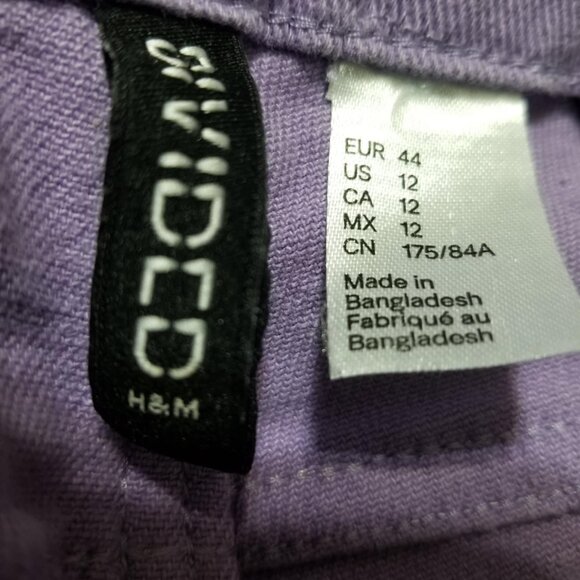 DIVIDED
H&M
EUR 44
US 12
CA 12
MX 12
CN 175/84A
Made in
Bangladesh
Fabriqué au
Bangladesh